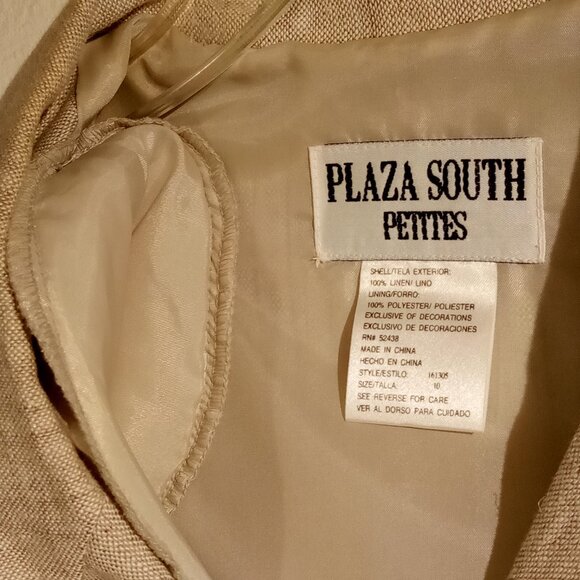 PLAZA SOUTH
PETITES
SHELL/TELA EXTERIOR:
100% LINEN/ LINO
LINING/FORRO:
100% POLYESTER/ POLIESTER
EXCLUSIVE OF DECORATIONS
EXCLUSIVO DE DECORACIONES
RN# 52438
MADE IN CHINA
HECHO EN CHINA
STYLE/ESTILO: 161305
SIZE/TALLA: 10
SEE REVERSE FOR CARE
VER AL DORSO PARA CUIDADO